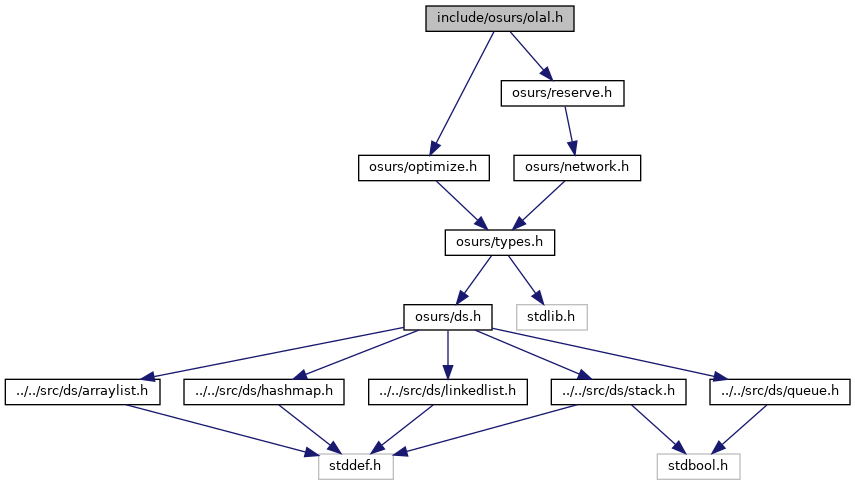 include/osurs/olal.h
osurs/reserve.h
osurs/optimize.h
osurs/network.h
osurs/types.h
osurs/ds.h
stdlib.h
../../src/ds/arraylist.h
../../src/ds/hashmap.h
../../src/ds/linkedlist.h
../../src/ds/stack.h
../../src/ds/queue.h
stddef.h
stdbool.h